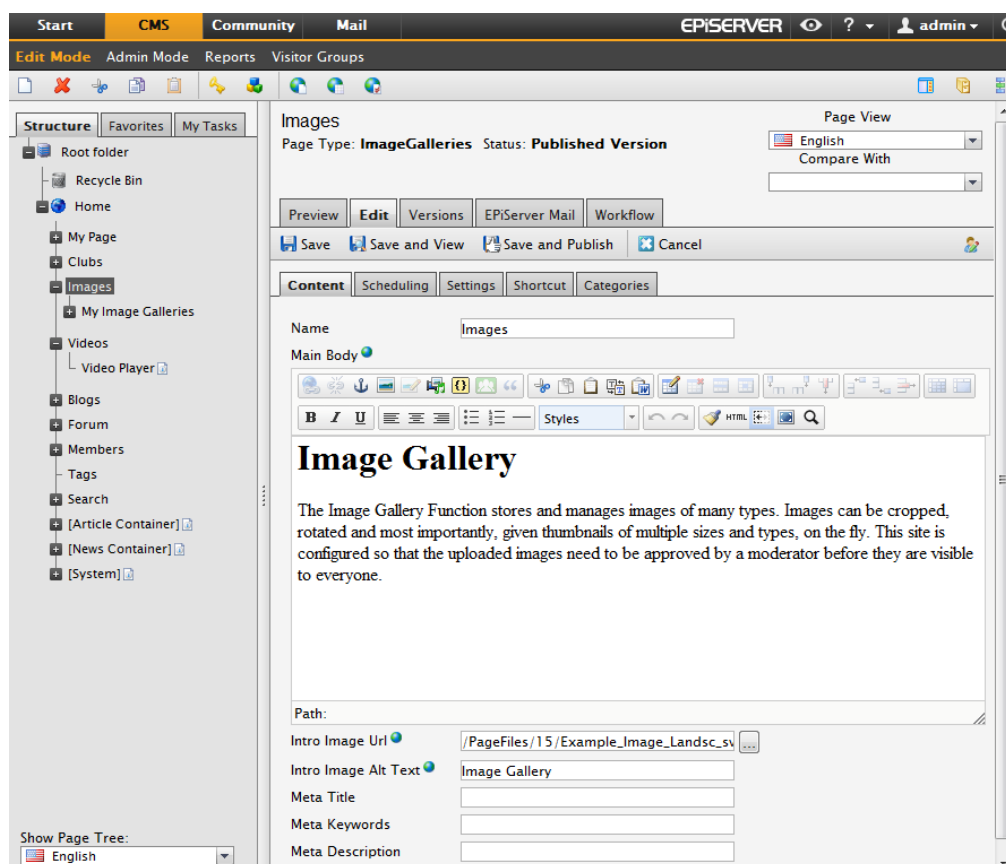 Start CMS Community Mail EPiSERVER ? admin
Edit Mode Admin Mode Reports Visitor Groups
Structure Favorites My Tasks
Root folder
Recycle Bin
Home
My Page
Clubs
Images
My Image Galleries
Videos
Video Player
Blogs
Forum
Members
Tags
Search
[Article Container]
[News Container]
[System]
Show Page Tree:
English
Images
Page Type: ImageGalleries Status: Published Version
Page View
English
Compare With
Preview Edit Versions EPiServer Mail Workflow
Save Save and View Save and Publish Cancel
Content Scheduling Settings Shortcut Categories
Name Images
Main Body
B I U Styles HTML
Image Gallery
The Image Gallery Function stores and manages images of many types. Images can be cropped,
rotated and most importantly, given thumbnails of multiple sizes and types, on the fly. This site is
configured so that the uploaded images need to be approved by a moderator before they are visible
to everyone.
Path:
Intro Image Url /PageFiles/15/Example_Image_Landsc_sv ...
Intro Image Alt Text Image Gallery
Meta Title
Meta Keywords
Meta Description